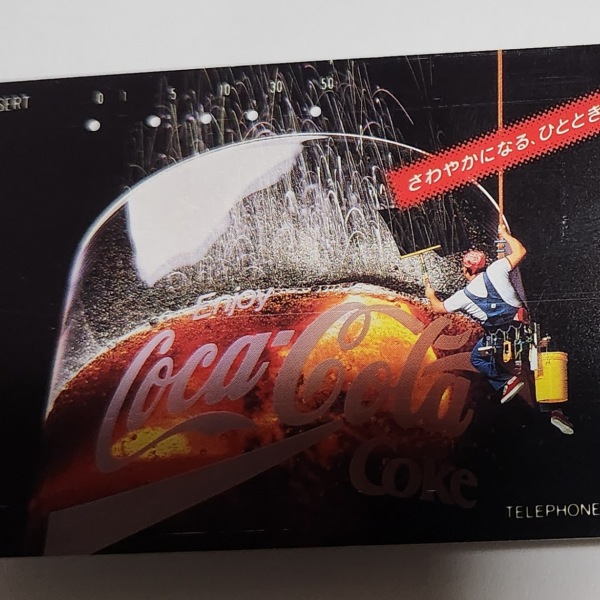 SERT
0 1 5 10 30 50
さわやかになる、ひととき
Enjoy
Coca-Cola
Coke
TELEPHONE